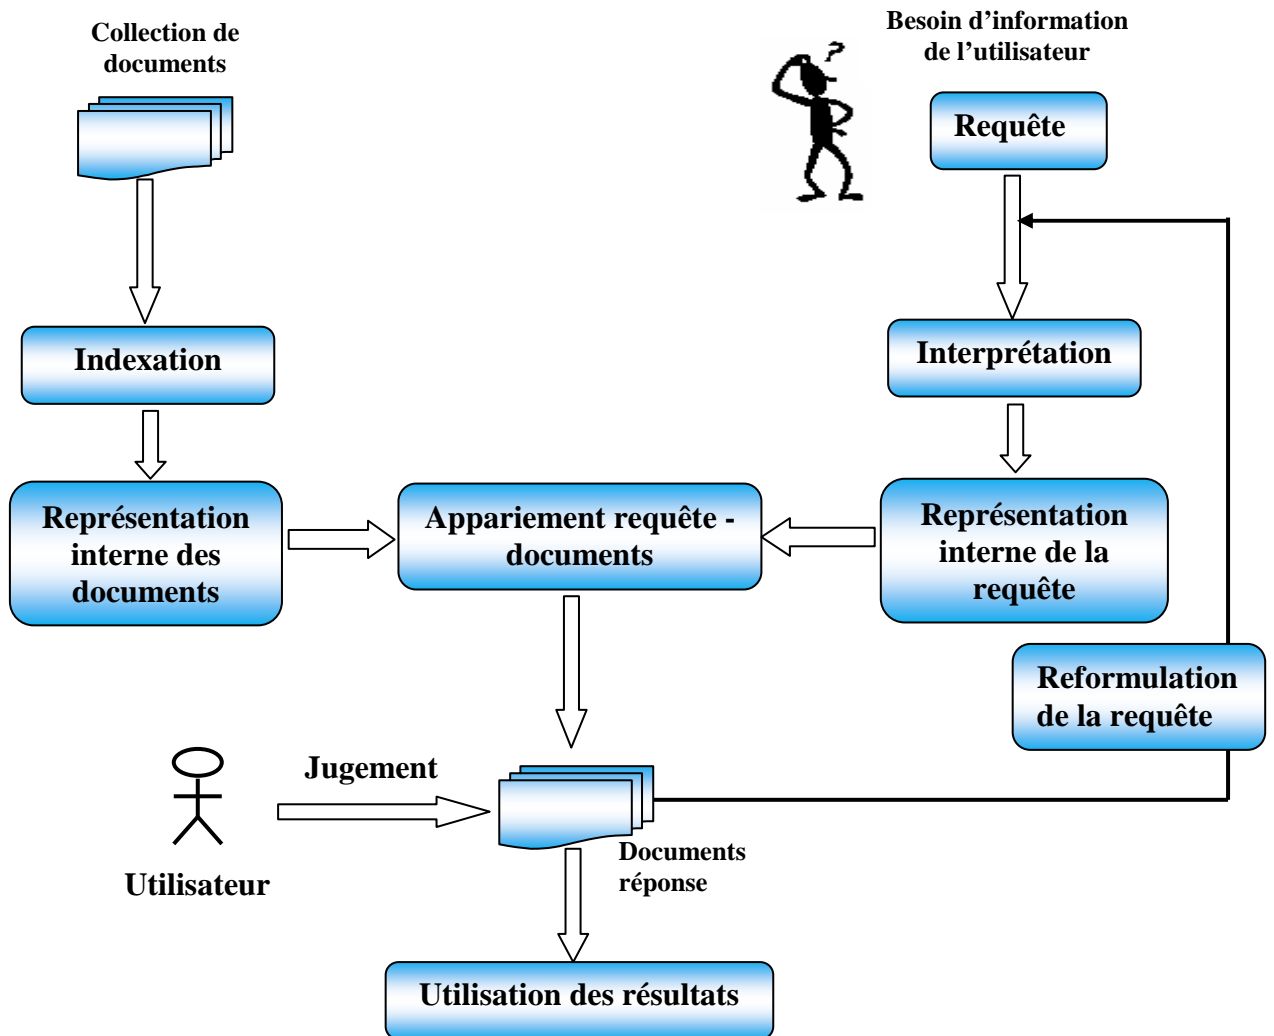 Collection de
documents
Besoin d'information
de l'utilisateur
?
Requête
Indexation
Interprétation
Représentation
interne des
documents
Appariement requête -
documents
Représentation
interne de la
requête
Reformulation
de la requête
Jugement
Utilisateur
Documents
réponse
Utilisation des résultats